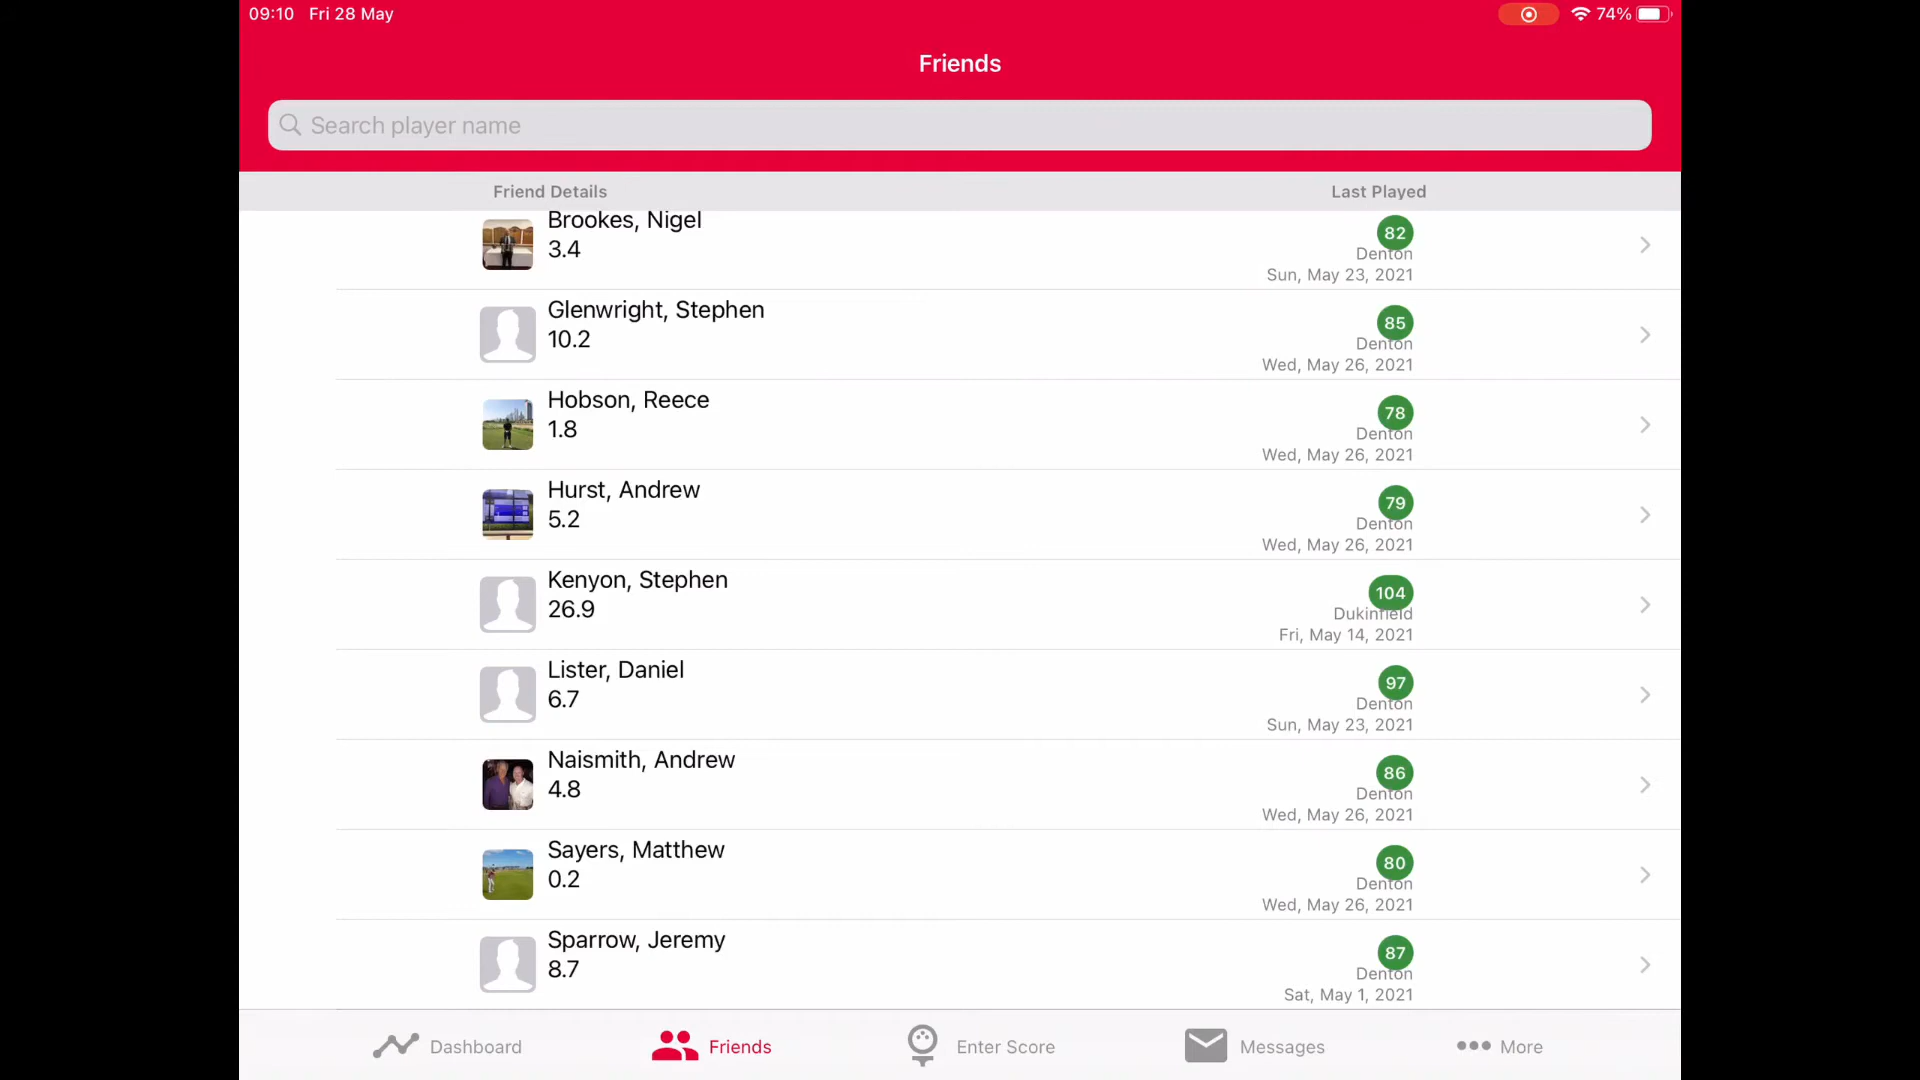 09:10 Fri 28 May
74%
Friends
Search player name
Friend Details Last Played
Brookes, Nigel
3.4
82
Denton
Sun, May 23, 2021
Glenwright, Stephen
10.2
85
Denton
Wed, May 26, 2021
Hobson, Reece
1.8
78
Denton
Wed, May 26, 2021
Hurst, Andrew
5.2
79
Denton
Wed, May 26, 2021
Kenyon, Stephen
26.9
104
Dukinfield
Fri, May 14, 2021
Lister, Daniel
6.7
97
Denton
Sun, May 23, 2021
Naismith, Andrew
4.8
86
Denton
Wed, May 26, 2021
Sayers, Matthew
0.2
80
Denton
Wed, May 26, 2021
Sparrow, Jeremy
8.7
87
Denton
Sat, May 1, 2021
Dashboard Friends Enter Score Messages More